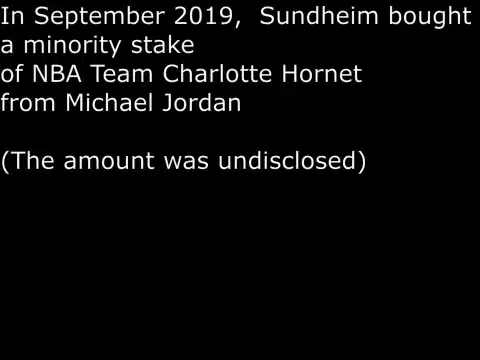 In September 2019,  Sundheim bought
a minority stake
of NBA Team Charlotte Hornet
from Michael Jordan
(The amount was undisclosed)